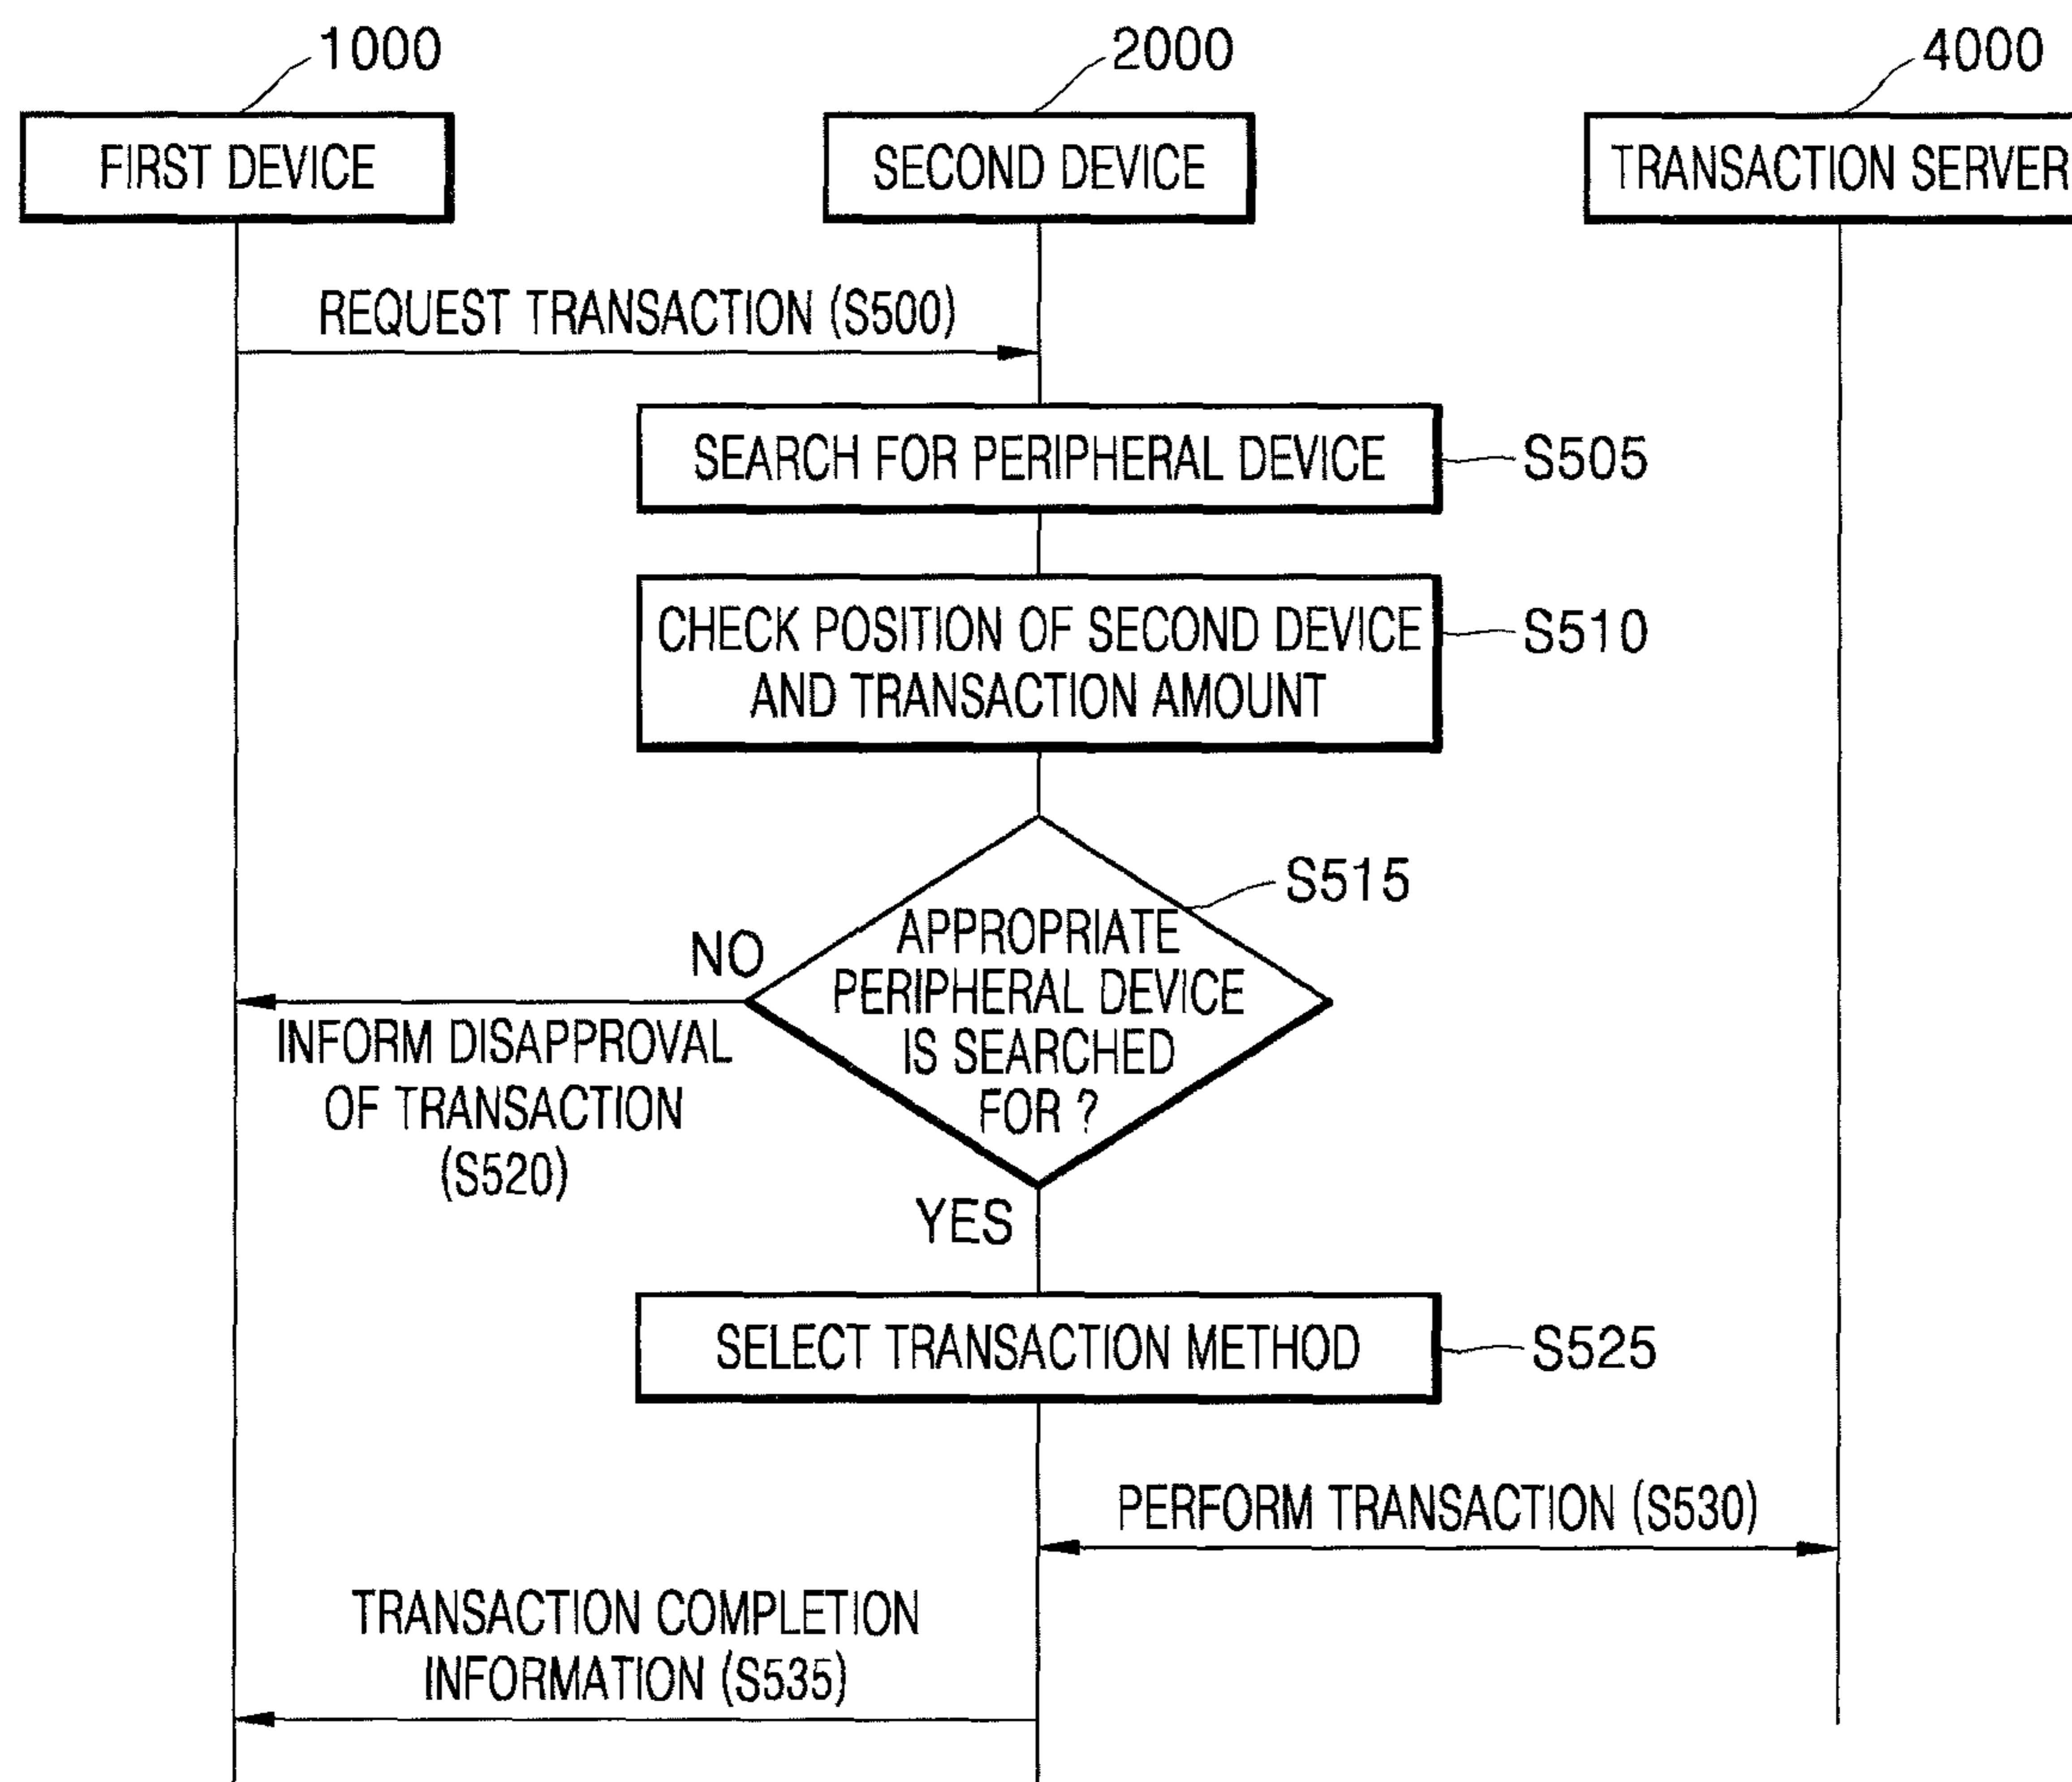 1000
2000
4000
FIRST DEVICE
SECOND DEVICE
TRANSACTION SERVER
REQUEST TRANSACTION (S500)
SEARCH FOR PERIPHERAL DEVICE
S505
CHECK POSITION OF SECOND DEVICE
AND TRANSACTION AMOUNT
S510
S515
APPROPRIATE
PERIPHERAL DEVICE
IS SEARCHED
FOR ?
NO
INFORM DISAPPROVAL
OF TRANSACTION
(S520)
YES
SELECT TRANSACTION METHOD
S525
PERFORM TRANSACTION (S530)
TRANSACTION COMPLETION
INFORMATION (S535)